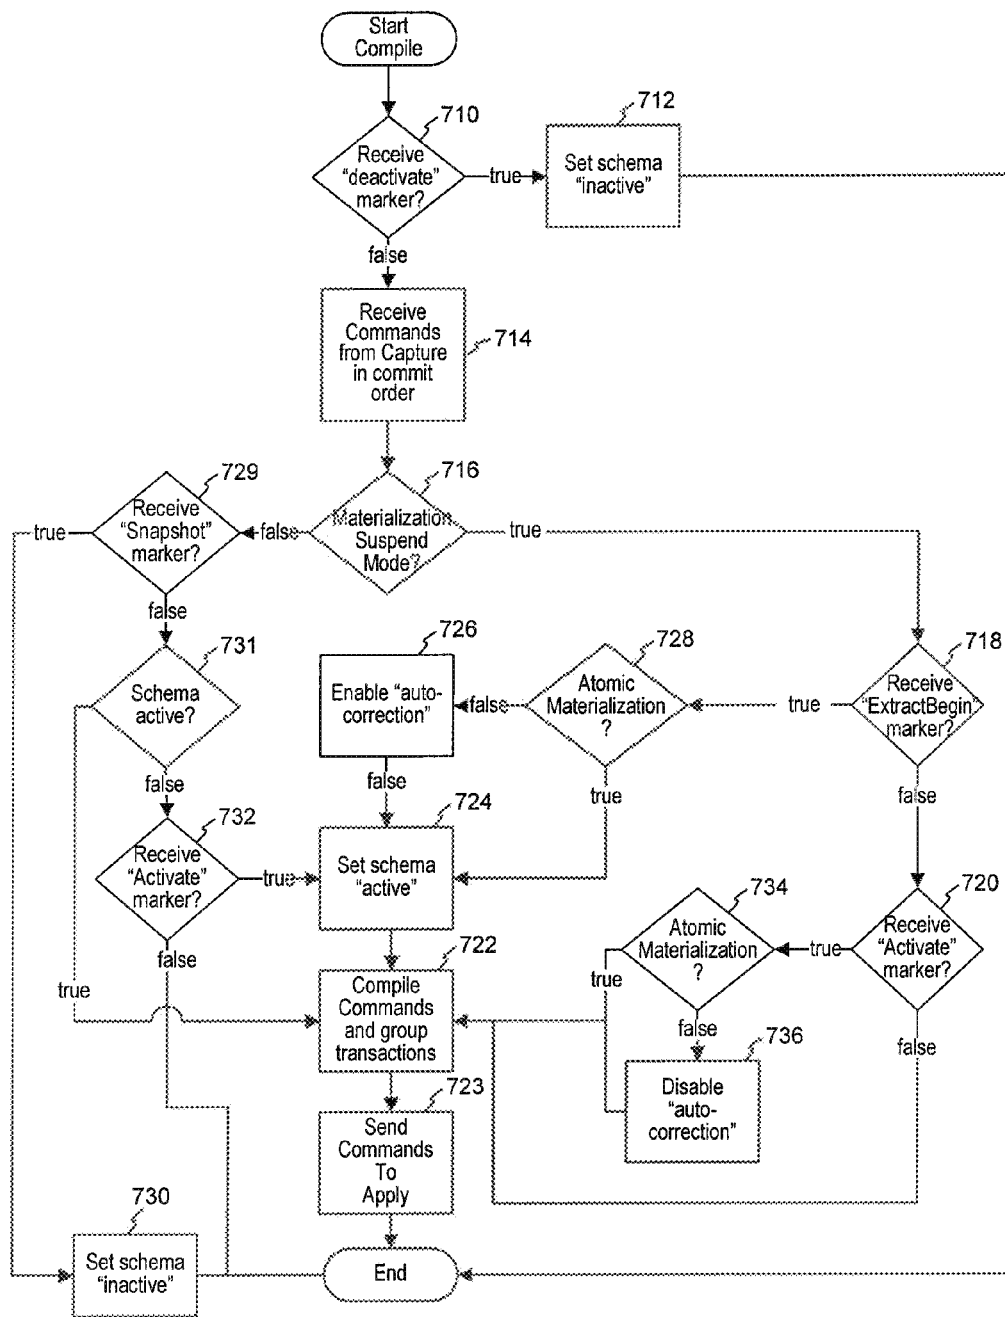 Start
Compile
710
Receive
“deactivate”
marker?
true
712
Set schema
“inactive”
false
Receive
Commands
from Capture
in commit
order
714
716
Materialization
Suspend
Mode?
false
true
729
Receive
“Snapshot”
marker?
true
false
731
Schema
active?
false
true
732
Receive
“Activate”
marker?
true
false
726
Enable “auto-
correction”
false
728
Atomic
Materialization
?
false
true
718
Receive
“ExtractBegin”
marker?
true
false
724
Set schema
“active”
734
Atomic
Materialization
?
true
false
720
Receive
“Activate”
marker?
true
false
722
Compile
Commands
and group
transactions
736
Disable
“auto-
correction”
723
Send
Commands
To
Apply
730
Set schema
“inactive”
End